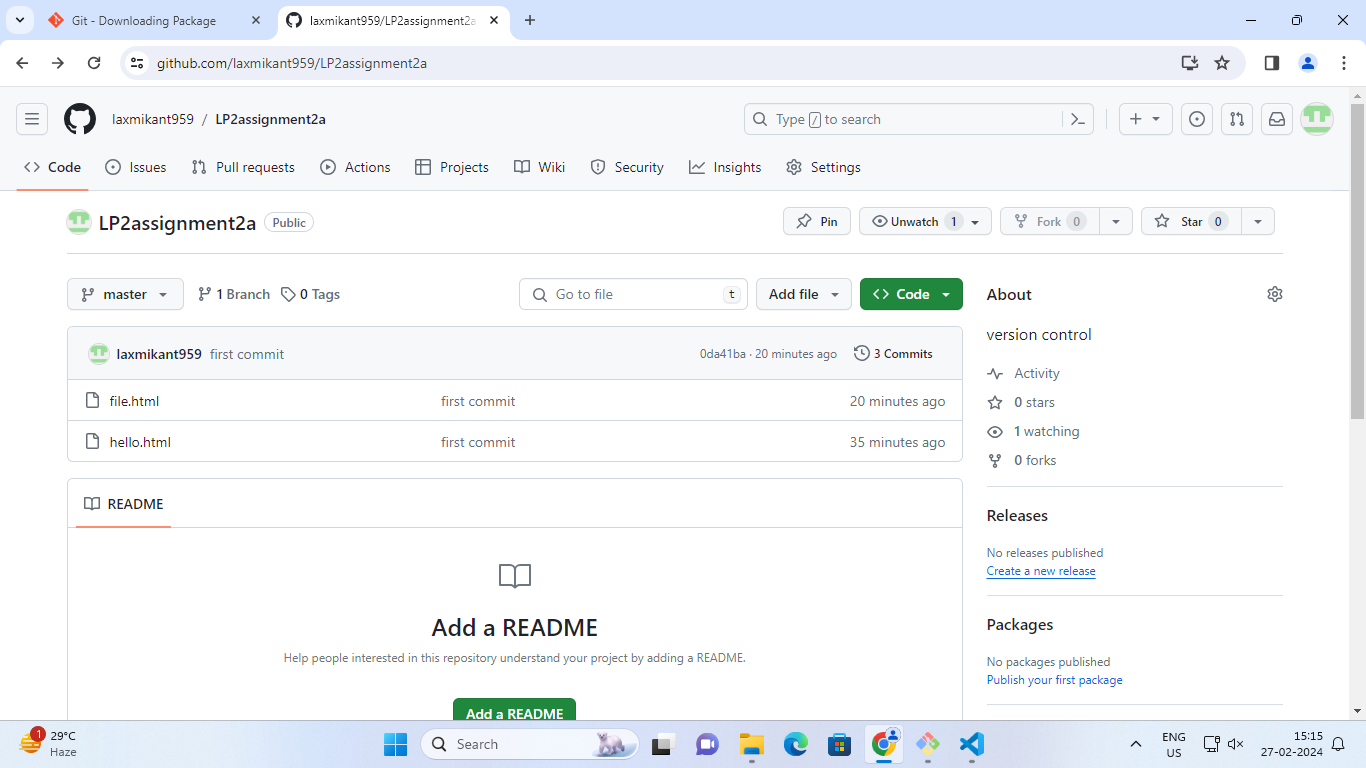 Git - Downloading Package
laxmikant959/LP2assignment2a
github.com/laxmikant959/LP2assignment2a
laxmikant959 / LP2assignment2a
Type / to search
Code Issues Pull requests Actions Projects Wiki Security Insights Settings
LP2assignment2a Public
Pin Unwatch 1 Fork 0 Star 0
master 1 Branch 0 Tags Go to file t Add file Code
About
version control
laxmikant959 first commit 0da41ba · 20 minutes ago 3 Commits
file.html first commit 20 minutes ago
hello.html first commit 35 minutes ago
Activity
0 stars
1 watching
0 forks
README
Add a README
Help people interested in this repository understand your project by adding a README.
Add a README
Releases
No releases published
Create a new release
Packages
No packages published
Publish your first package
1
29°C
Haze
Search
ENG
US
15:15
27-02-2024